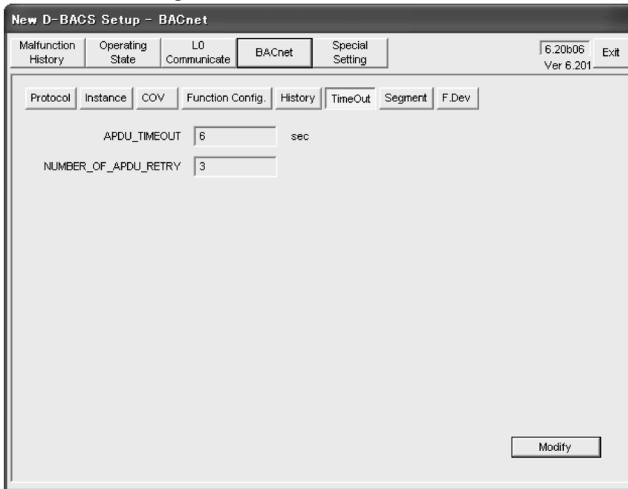 New D-BACS Setup - BACnet
Malfunction History Operating State L0 Communicate BACnet Special Setting 6.20b06 Ver 6.201 Exit
Protocol Instance COV Function Config. History TimeOut Segment F.Dev
APDU_TIMEOUT 6 sec
NUMBER_OF_APDU_RETRY 3
Modify